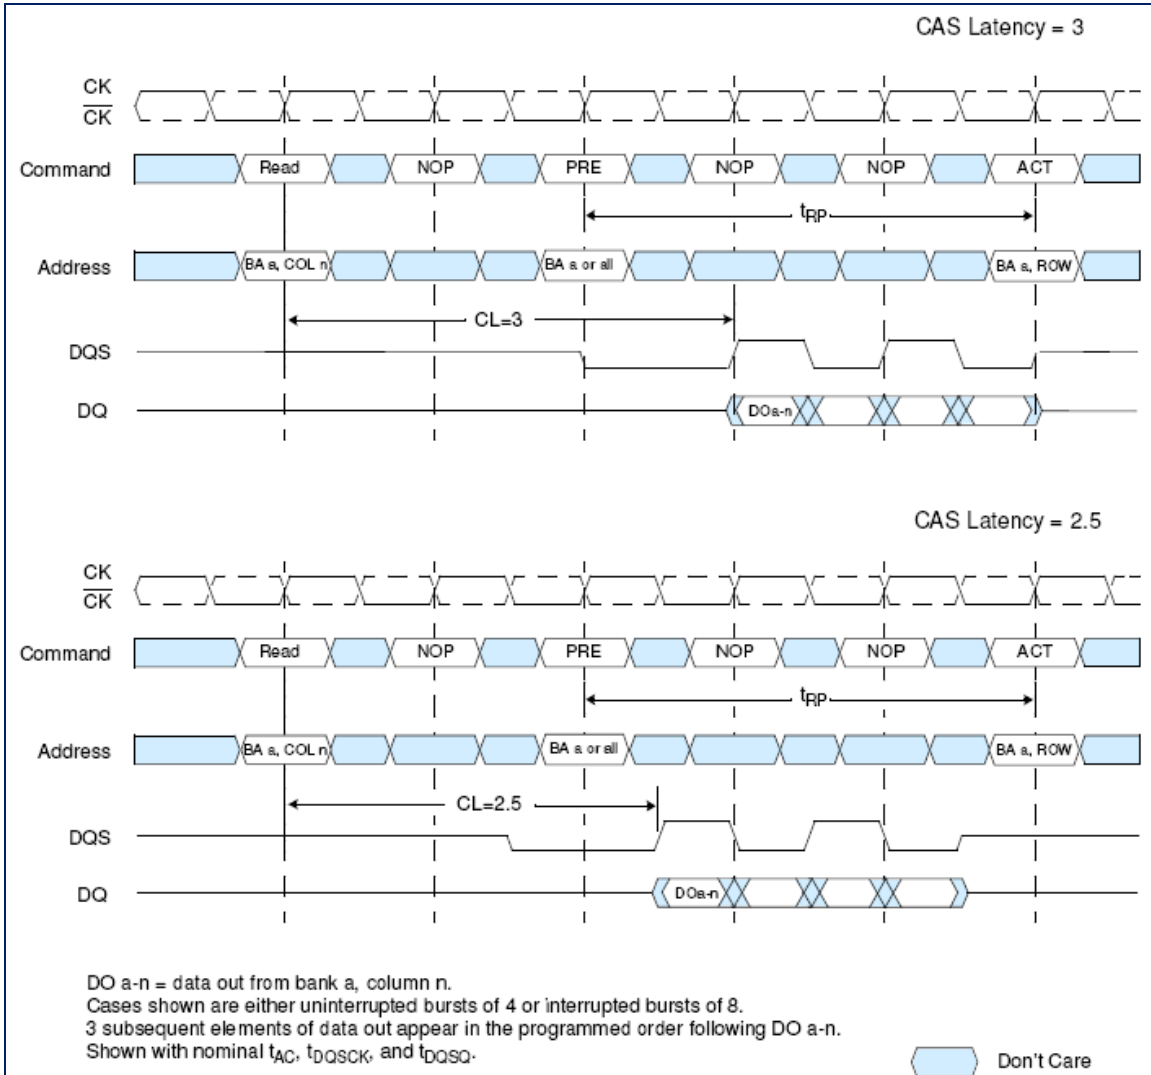 CAS Latency = 3
CK
CK
Command
Read
NOP
PRE
NOP
NOP
ACT
tRP
Address
BA a, COL n
BA a or all
BA a, ROW
CL=3
DQS
DQ
DOa-n
CAS Latency = 2.5
CK
CK
Command
Read
NOP
PRE
NOP
NOP
ACT
tRP
Address
BA a, COL n
BA a or all
BA a, ROW
CL=2.5
DQS
DQ
DOa-n
DO a-n = data out from bank a, column n.
Cases shown are either uninterrupted bursts of 4 or interrupted bursts of 8.
3 subsequent elements of data out appear in the programmed order following DO a-n.
Shown with nominal tAC, tDQSCK, and tDQSQ.
Don't Care